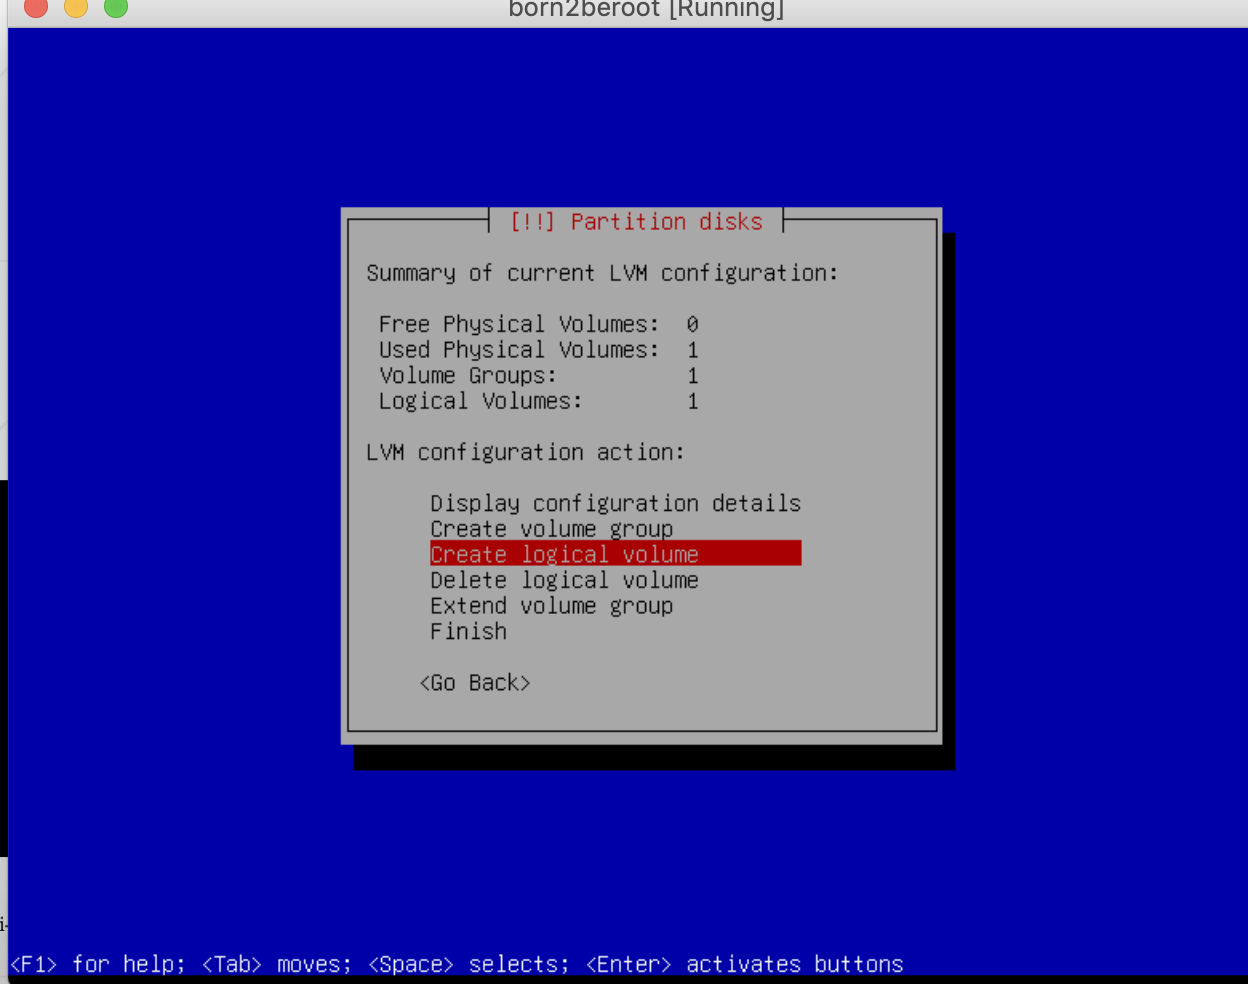 born2beroot [Running]
[!!] Partition disks
Summary of current LVM configuration:
Free Physical Volumes: 0
Used Physical Volumes: 1
Volume Groups: 1
Logical Volumes: 1
LVM configuration action:
Display configuration details
Create volume group
Create logical volume
Delete logical volume
Extend volume group
Finish
<Go Back>
i-
<F1> for help; <Tab> moves; <Space> selects; <Enter> activates buttons